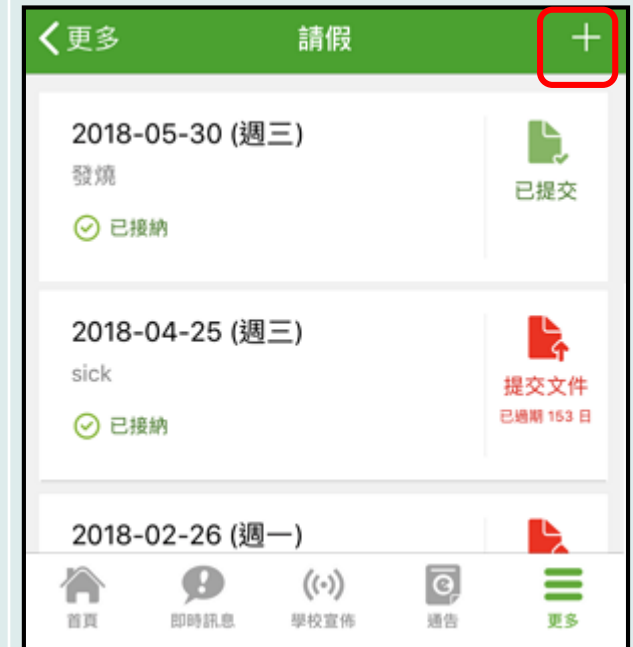 更多
請假
2018-05-30 (週三)
發燒
已接納
已提交
2018-04-25 (週三)
sick
已接納
提交文件
已過期 153 日
2018-02-26 (週一)
首頁
即時訊息
學校宣佈
通告
更多